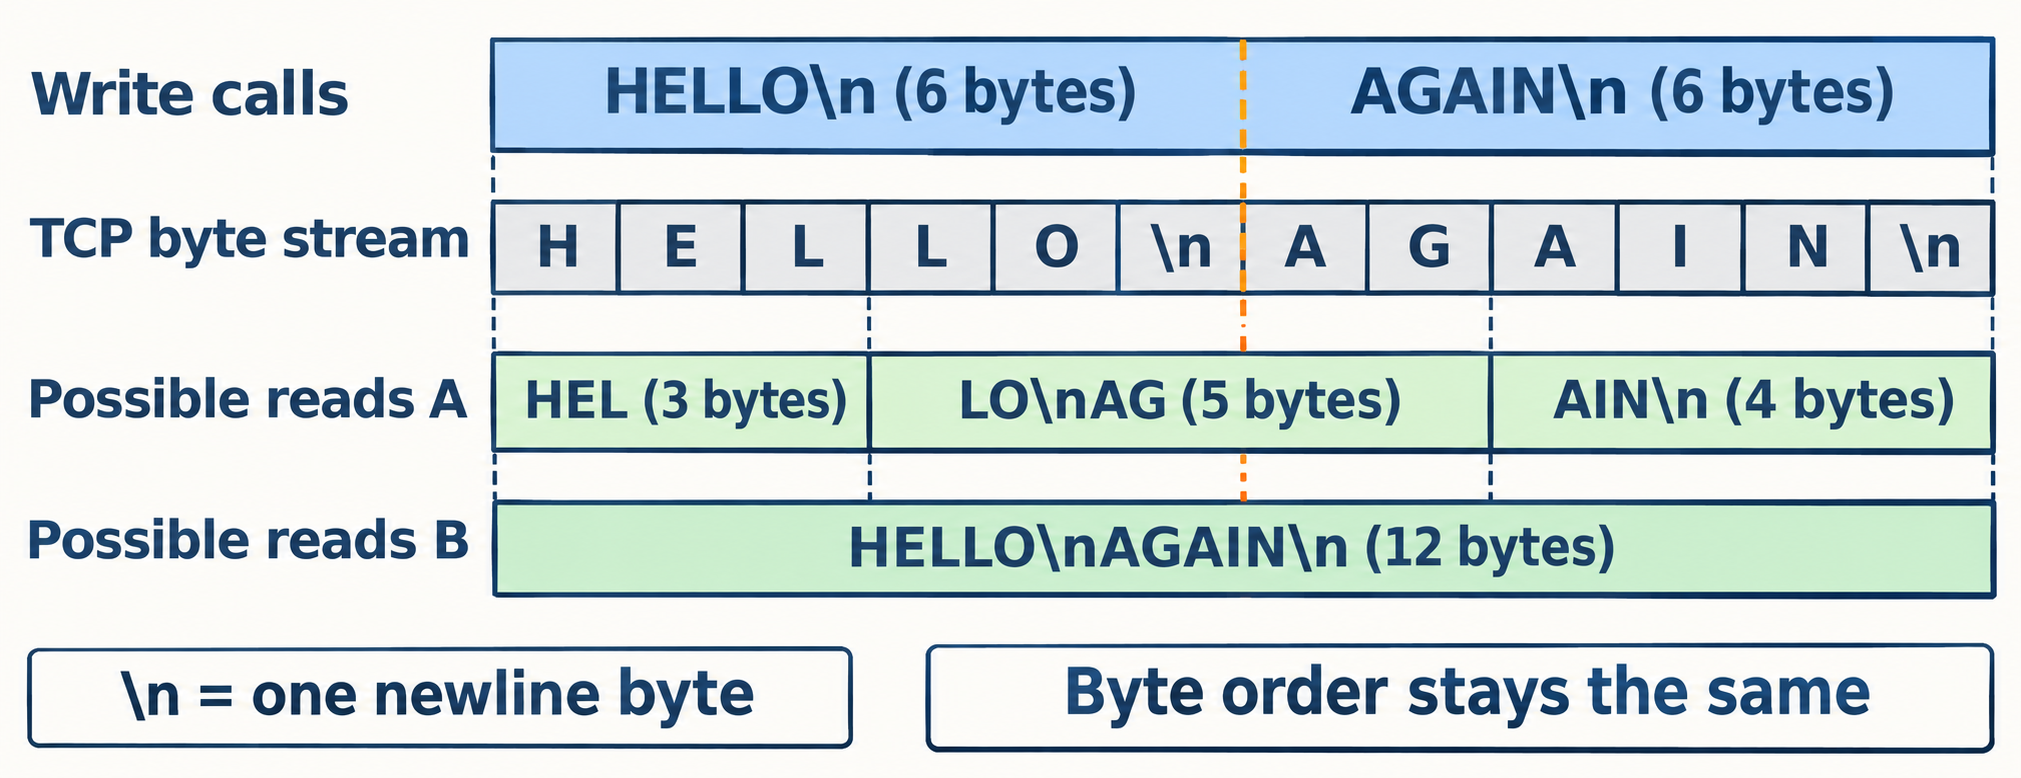 Write calls
HELLO\n (6 bytes) AGAIN\n (6 bytes)
TCP byte stream
H E L L O \n A G A I N \n
Possible reads A
HEL (3 bytes) LO\nAG (5 bytes) AIN\n (4 bytes)
Possible reads B
HELLO\nAGAIN\n (12 bytes)
\n = one newline byte
Byte order stays the same